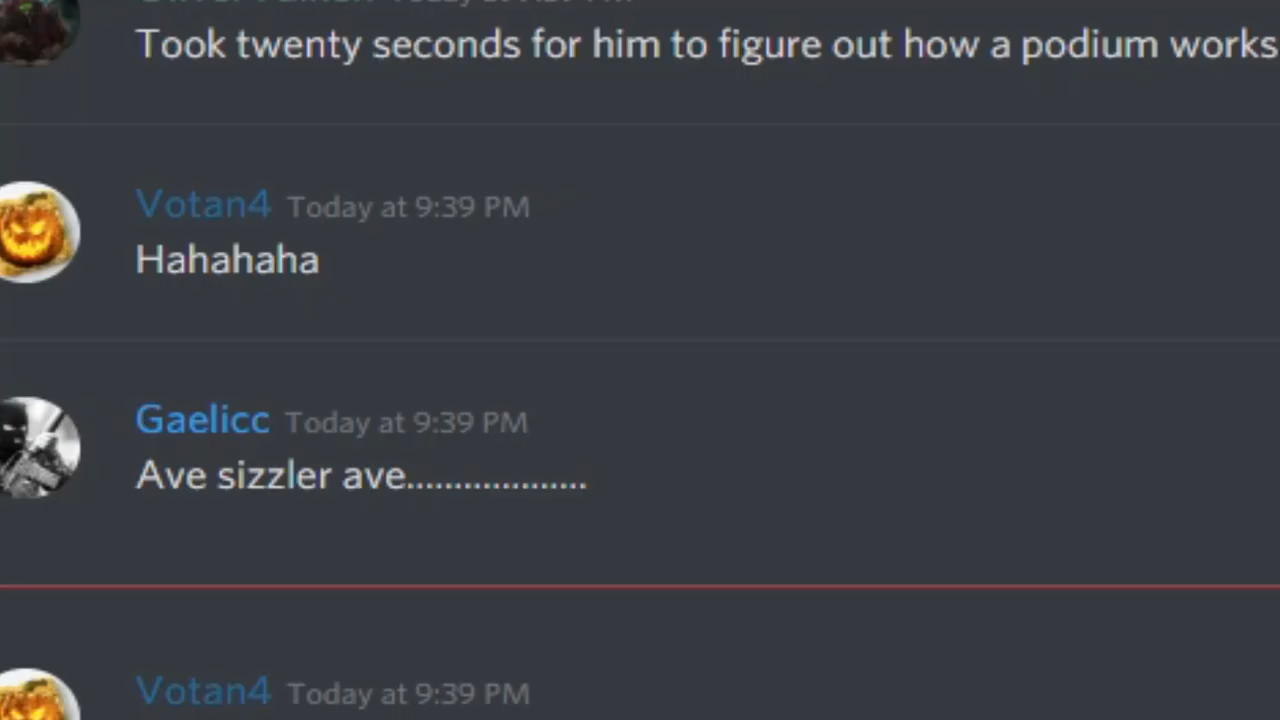 Took twenty seconds for him to figure out how a podium works
Votan4 Today at 9:39 PM
Hahahaha
Gaelicc Today at 9:39 PM
Ave sizzler ave...................
Votan4 Today at 9:39 PM